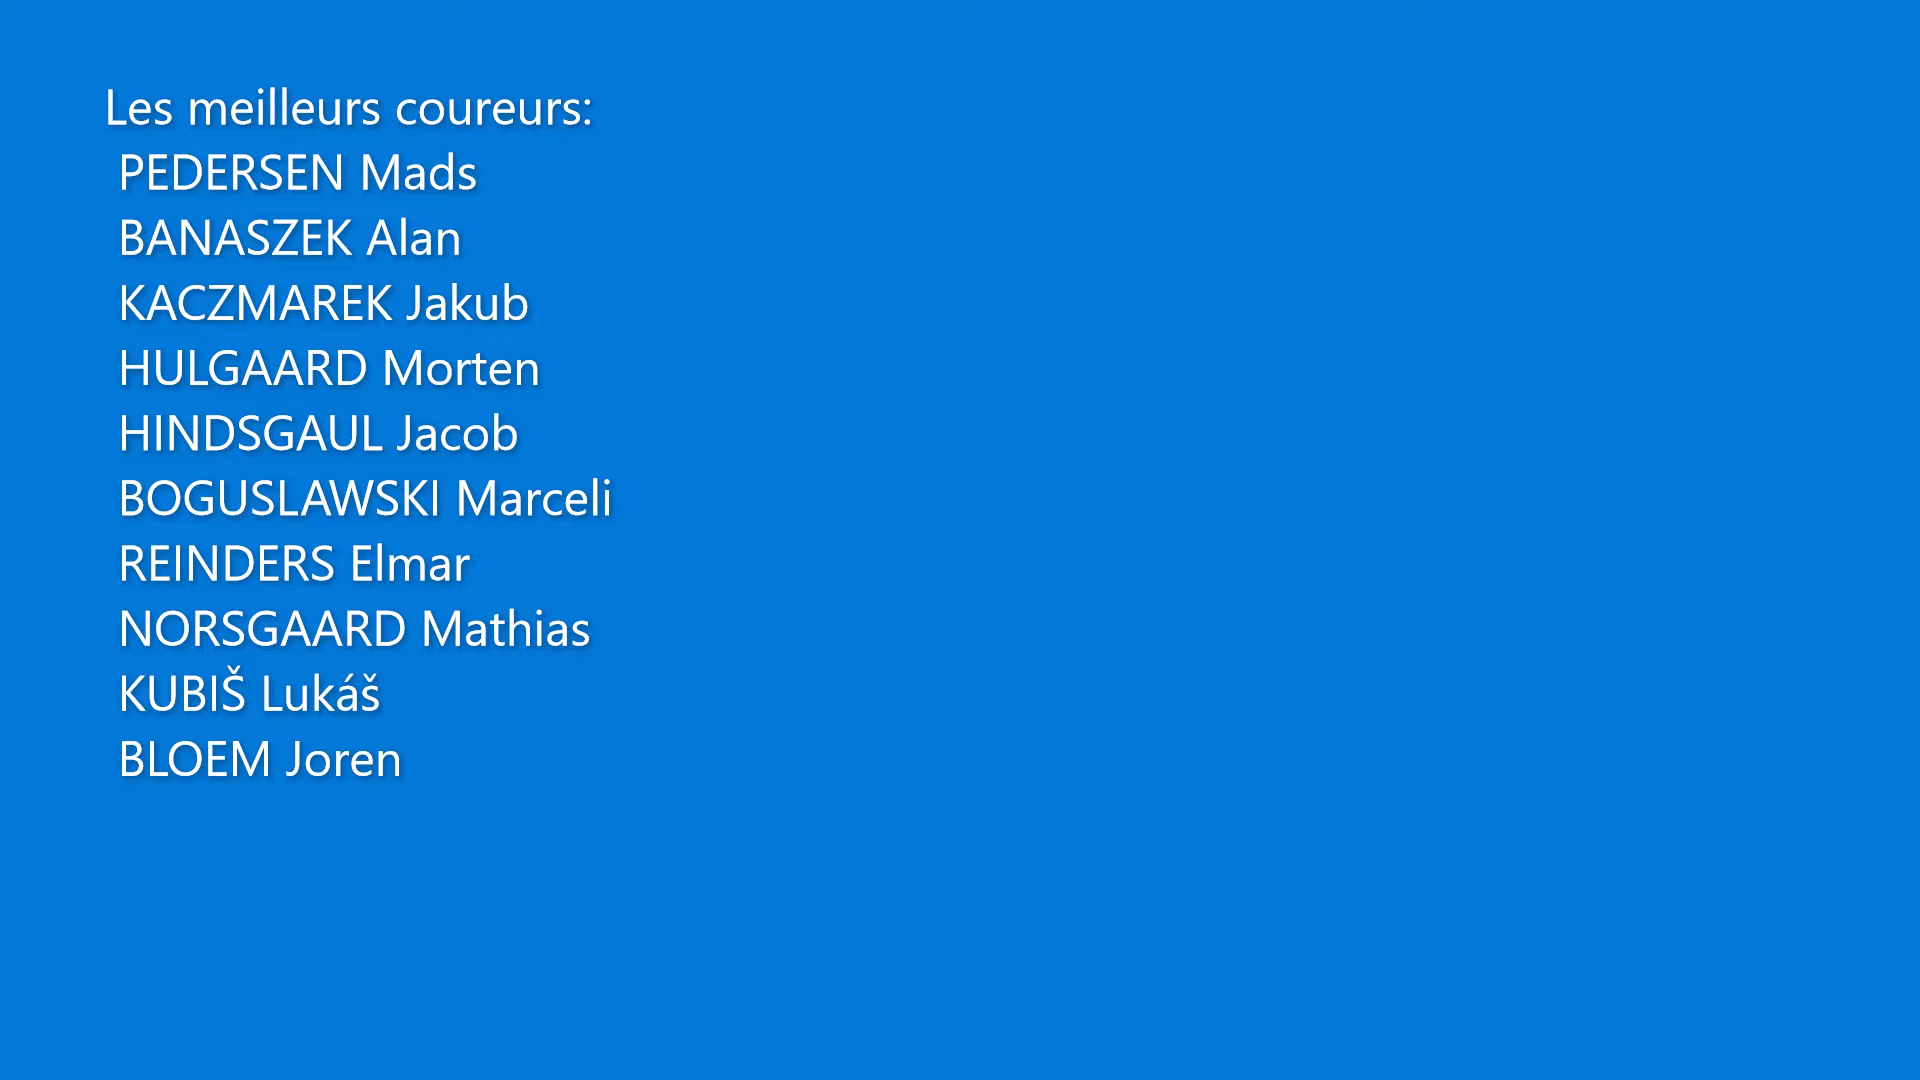 Les meilleurs coureurs:
PEDERSEN Mads
BANASZEK Alan
KACZMAREK Jakub
HULGAARD Morten
HINDSGAUL Jacob
BOGUSLAWSKI Marceli
REINDERS Elmar
NORSGAARD Mathias
KUBIŠ Lukáš
BLOEM Joren